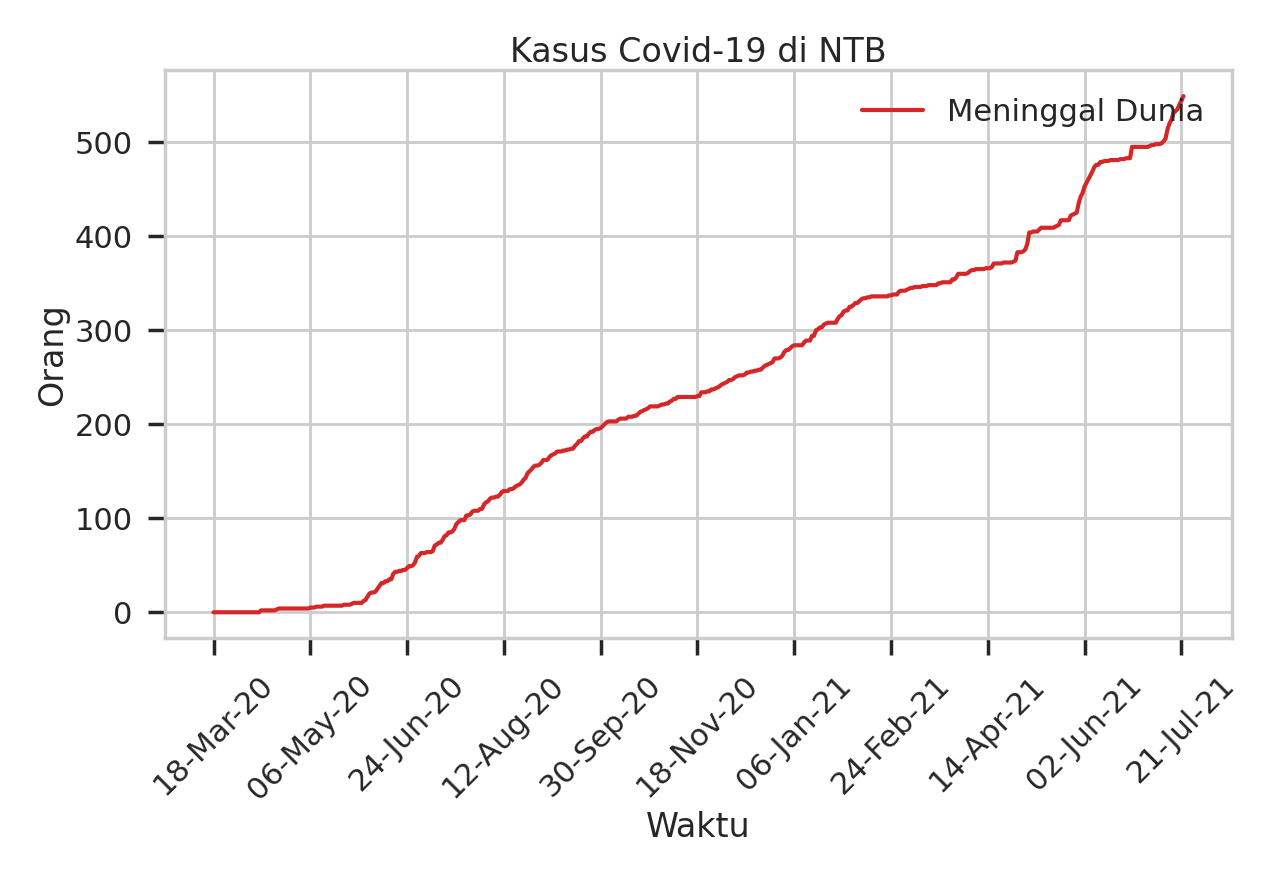 Kasus Covid-19 di NTB
Meninggal Dunia
Orang
500
400
300
200
100
0
18-Mar-20
06-May-20
24-Jun-20
12-Aug-20
30-Sep-20
18-Nov-20
06-Jan-21
24-Feb-21
14-Apr-21
02-Jun-21
21-Jul-21
Waktu